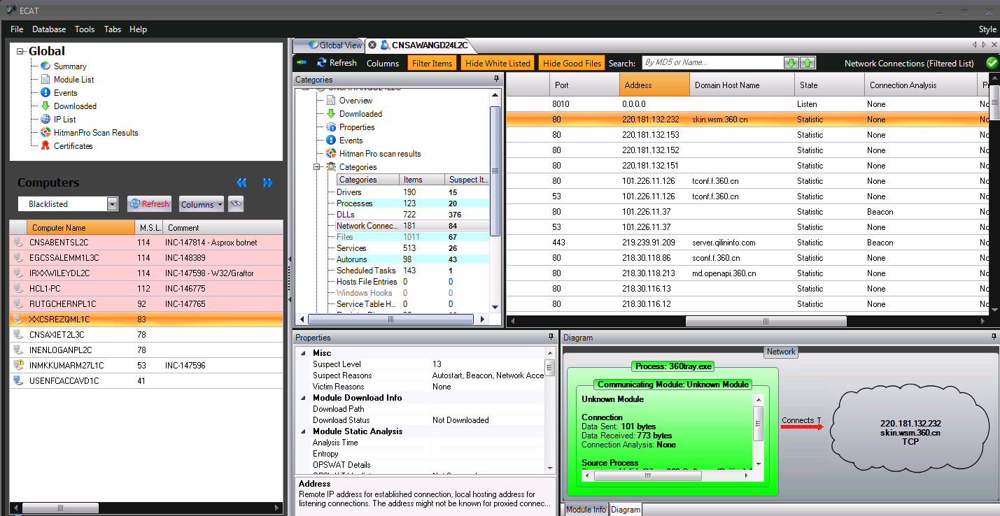 ECAT
File Database Tools Tabs Help Style
Global
Summary
Module List
Events
Downloaded
IP List
HitmanPro Scan Results
Certificates
Computers
Blacklisted Refresh Columns
Computer Name M.S.L. Comment
CNSABENTSL2C 114 INC-147814 - Asprox botnet
EGCSSALEMM1L3C 114 INC-148389
IRXXWILEYDL2C 114 INC-147598 - W32/Graftor
HCL1-PC 112 INC-146775
RUTGCHERNPL1C 92 INC-147765
XXCSREZQML1C 83
CNSAXIET2L3C 78
INENLOGANPL2C 78
INMKKUMARM27L1C 53 INC-147596
USENFCACCAVD1C 41
Global View CNSAWANGD24L2C
Refresh Columns Filter Items Hide White Listed Hide Good Files Search: By MD5 or Name... Network Connections (Filtered List)
Categories
Overview
Downloaded
Properties
Events
Hitman Pro scan results
Categories
Categories Items Suspect It...
Drivers 190 15
Processes 123 20
DLLs 722 376
Network Connec... 181 84
Files 1011 67
Services 513 26
Autoruns 98 43
Scheduled Tasks 143 1
Hosts File Entries 0 0
Windows Hooks 0 0
Service Table H... 0 0
Port Address Domain Host Name State Connection Analysis
8010 0.0.0.0 Listen None No
80 220.181.132.232 skin.wsm.360.cn Statistic None No
80 220.181.132.153 Statistic None No
80 220.181.132.152 Statistic None No
80 220.181.132.151 Statistic None No
80 101.226.11.126 tconf.f.360.cn Statistic None No
53 101.226.11.126 tconf.f.360.cn Statistic None No
80 101.226.11.37 Statistic Beacon No
53 101.226.11.37 Statistic None No
443 219.239.91.209 server.qilininfo.com Statistic Beacon No
80 218.30.118.86 sconf.f.360.cn Statistic None No
80 218.30.118.213 md.openapi.360.cn Statistic None No
80 218.30.116.13 Statistic None No
80 218.30.116.12 Statistic None No
Properties
Misc
Suspect Level 13
Suspect Reasons Autostart, Beacon, Network Acce
Victim Reasons None
Module Download Info
Download Path
Download Status Not Downloaded
Module Static Analysis
Analysis Time
Entropy
OPSWAT Details
Address
Remote IP address for established connection, local hosting address for
listening connections. The address might not be known for proxied connec...
Diagram
Network
Process: 360tray.exe
Communicating Module: Unknown Module
Unknown Module
Connection
Data Sent: 101 bytes
Data Received: 773 bytes
Connection Analysis: None
Source Process
Connects T
220.181.132.232
skin.wsm.360.cn
TCP
Module Info Diagram